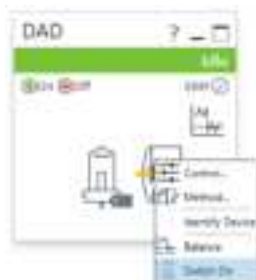 DAD ?
Idle
On Off
Control...
Method...
Identify Device
Balance
Switch On